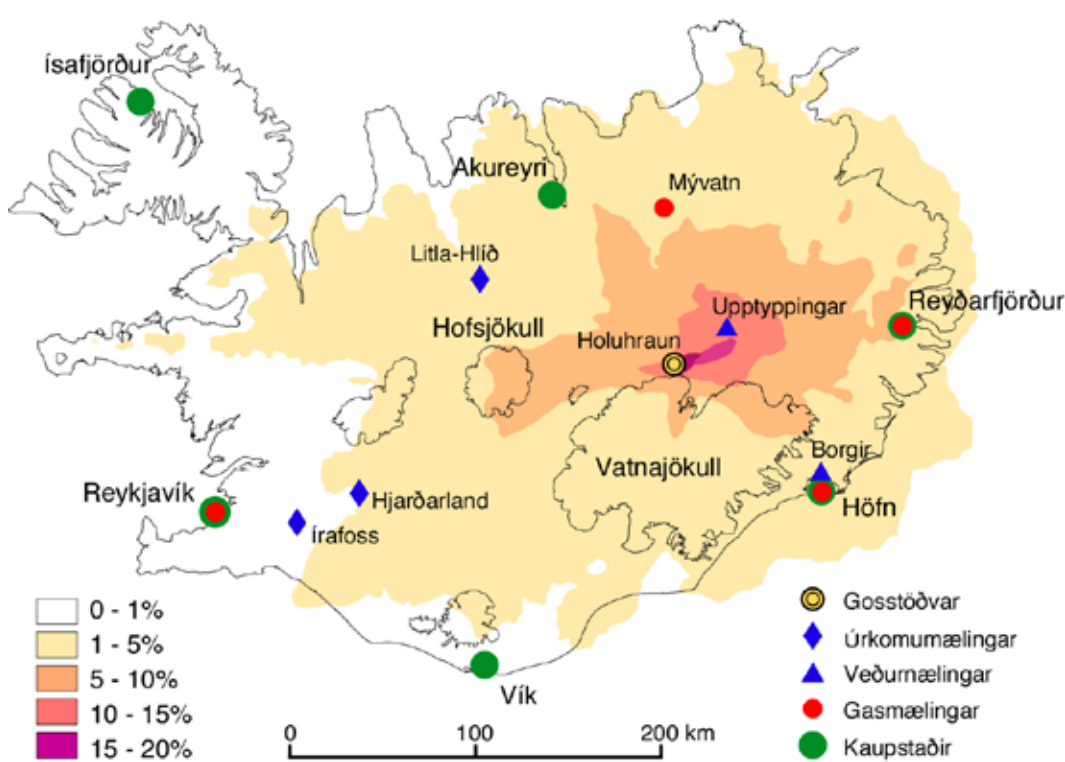 Ísafjörður
Akureyri
Mývatn
Litla-Hlíð
Hofsjökull
Upptyppingar
Reyðarfjörður
Holuhraun
Vatnajökull
Borgir
Reykjavík
Hjarðarland
Höfn
Írafoss
Vík
0 - 1%
1 - 5%
5 - 10%
10 - 15%
15 - 20%
0 100 200 km
Gosstöðvar
Úrkomumælingar
Veðurnælingar
Gasmælingar
Kaupstaðir